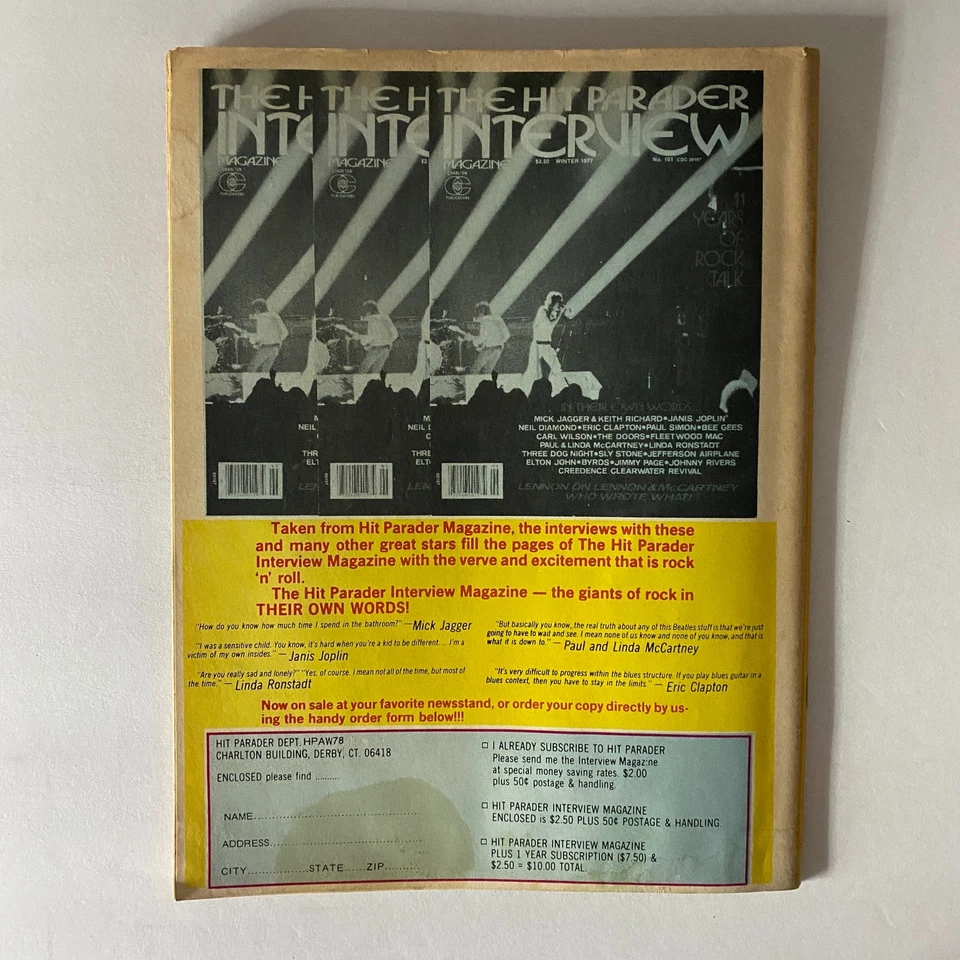 THE H
INTE
MAGAZINE
CHARLTON
PUBLICATIONS
THE H
INTE
MAGAZINE
$2
CHARLTON
PUBLICATIONS
THE HIT PARADER
INTERVIEW
MAGAZINE
$2.50 WINTER 1977
No. 101 CDC
CHARLTON
PUBLICATIONS
11
YEARS
OF
ROCK
TALK
IN THEIR OWN WORDS
MICK JAGGER & KEITH RICHARD•JANIS JOPLIN
NEIL DIAMOND•ERIC CLAPTON•PAUL SIMON•BEE GEES
CARL WILSON•THE DOORS•FLEETWOOD MAC
PAUL & LINDA McCARTNEY•LINDA RONSTADT
THREE DOG NIGHT•SLY STONE•JEFFERSON AIRPLANE
ELTON JOHN•BYRDS•JIMMY PAGE•JOHNNY RIVERS
CREEDENCE CLEARWATER REVIVAL
LENNON ON LENNON & McCARTNEY
WHO WROTE WHAT!
Taken from Hit Parader Magazine, the interviews with these
and many other great stars fill the pages of The Hit Parader
Interview Magazine with the verve and excitement that is rock
'n' roll.
The Hit Parader Interview Magazine — the giants of rock in
THEIR OWN WORDS!
"How do you know how much time I spend in the bathroom?" —Mick Jagger
"I was a sensitive child. You know, it's hard when you're a kid to be different. . . I'm a
victim of my own insides." — Janis Joplin
"Are you really sad and lonely?" "Yes, of course. I mean not all of the time, but most of
the time." — Linda Ronstadt
"But basically you know, the real truth about any of this Beatles stuff is that we're just
going to have to wait and see. I mean none of us know and none of you know, and that is
what it is down to." — Paul and Linda McCartney
"It's very difficult to progress within the blues structure. If you play blues guitar in a
blues context, then you have to stay in the limits." — Eric Clapton
Now on sale at your favorite newsstand, or order your copy directly by us-
ing the handy order form below!!!
HIT PARADER DEPT HPAW78
CHARLTON BUILDING, DERBY, CT. 06418
ENCLOSED please find ..........
NAME..........
ADDRESS..........
CITY..........STATE......ZIP..........
□ I ALREADY SUBSCRIBE TO HIT PARADER
Please send me the Interview Magazine
at special money saving rates. $2.00
plus 50¢ postage & handling.
□ HIT PARADER INTERVIEW MAGAZINE
ENCLOSED is $2.50 PLUS 50¢ POSTAGE & HANDLING.
□ HIT PARADER INTERVIEW MAGAZINE
PLUS 1 YEAR SUBSCRIPTION ($7.50) &
$2.50 = $10.00 TOTAL.